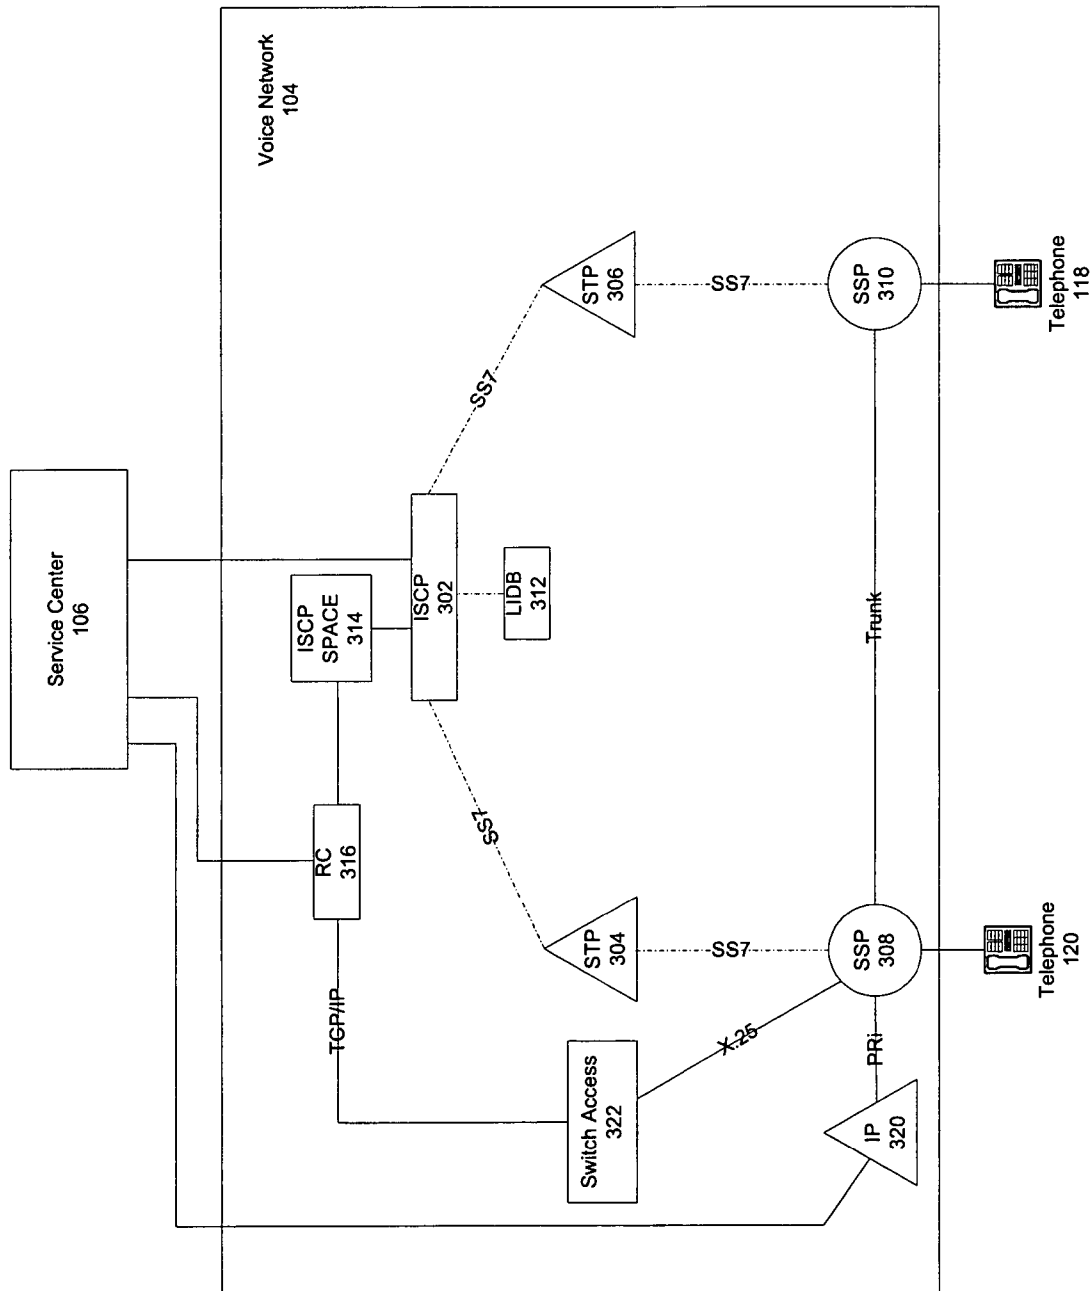 Service Center
106
Voice Network
104
ISCP
SPACE
314
RC
316
ISCP
302
LIDB
312
SS7
SS7
TCP/IP
STP
304
STP
306
Switch Access
322
SS7
SS7
X.25
IP
320
PRi
SSP
308
Trunk
SSP
310
Telephone
120
Telephone
118